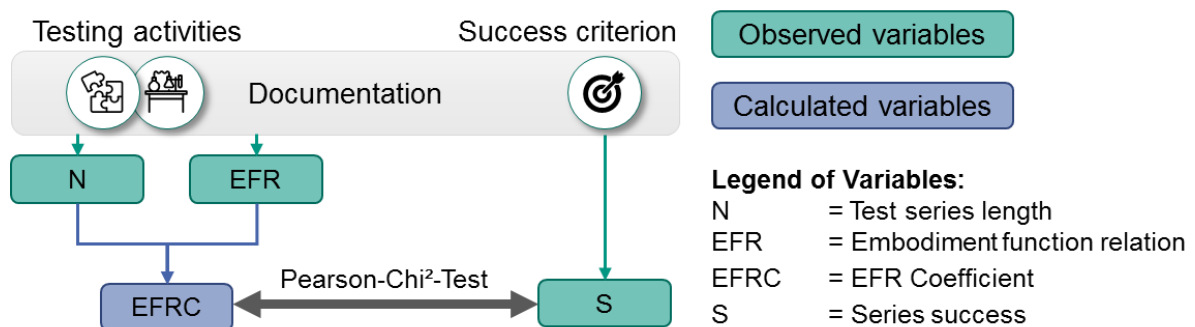 Testing activities
Success criterion
Observed variables
Documentation
Calculated variables
N
EFR
Legend of Variables:
N = Test series length
EFR = Embodiment function relation
EFRC = EFR Coefficient
S = Series success
Pearson-Chi²-Test
EFRC
S